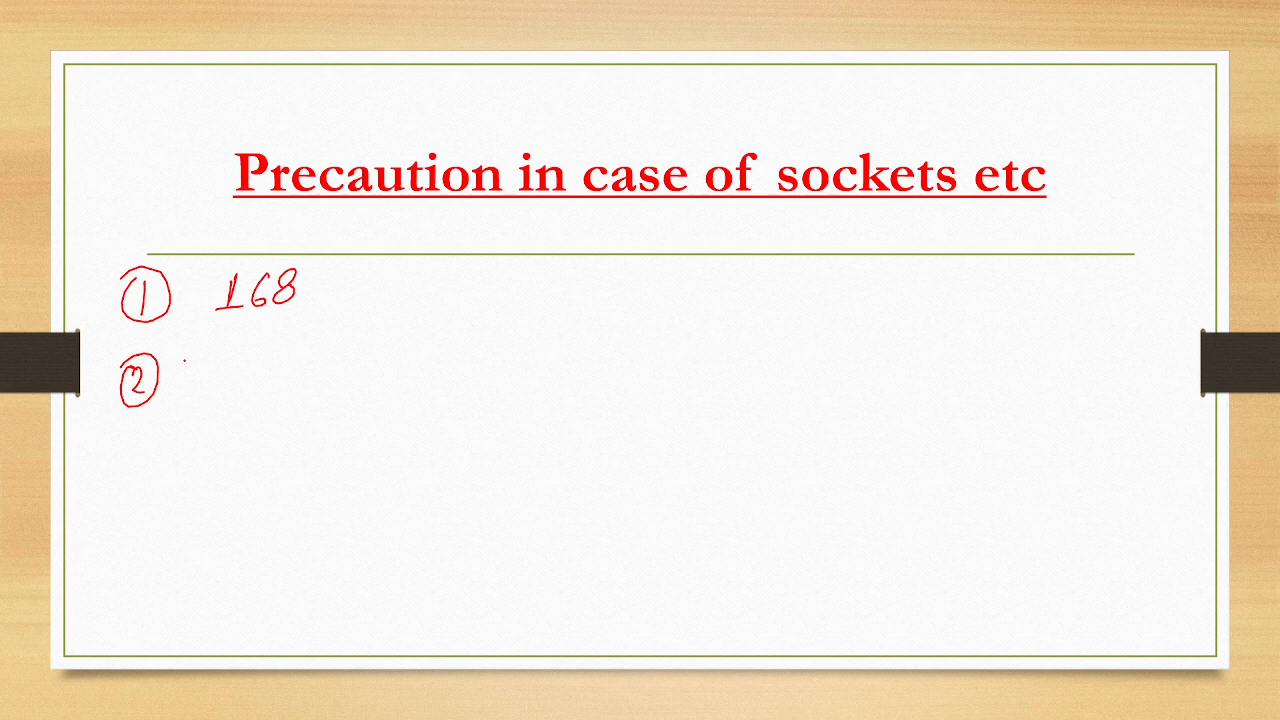 Precaution in case of sockets etc
① 168
②